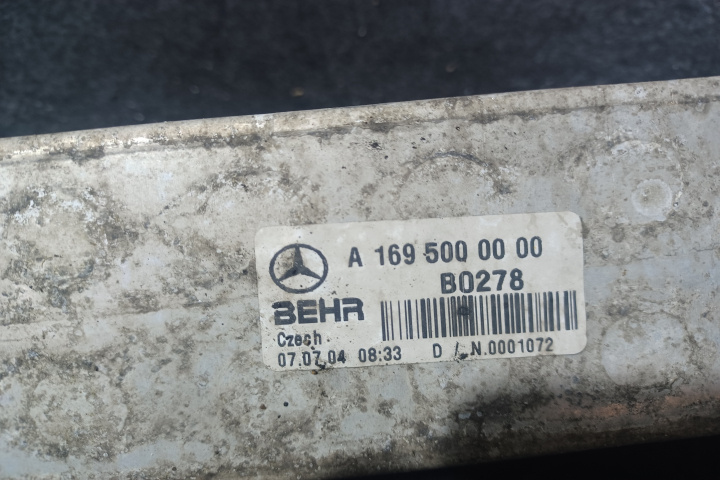 A 169 500 00 00
B0278
BEHR
Czech
07.07.04 08:33 D / N.0001072